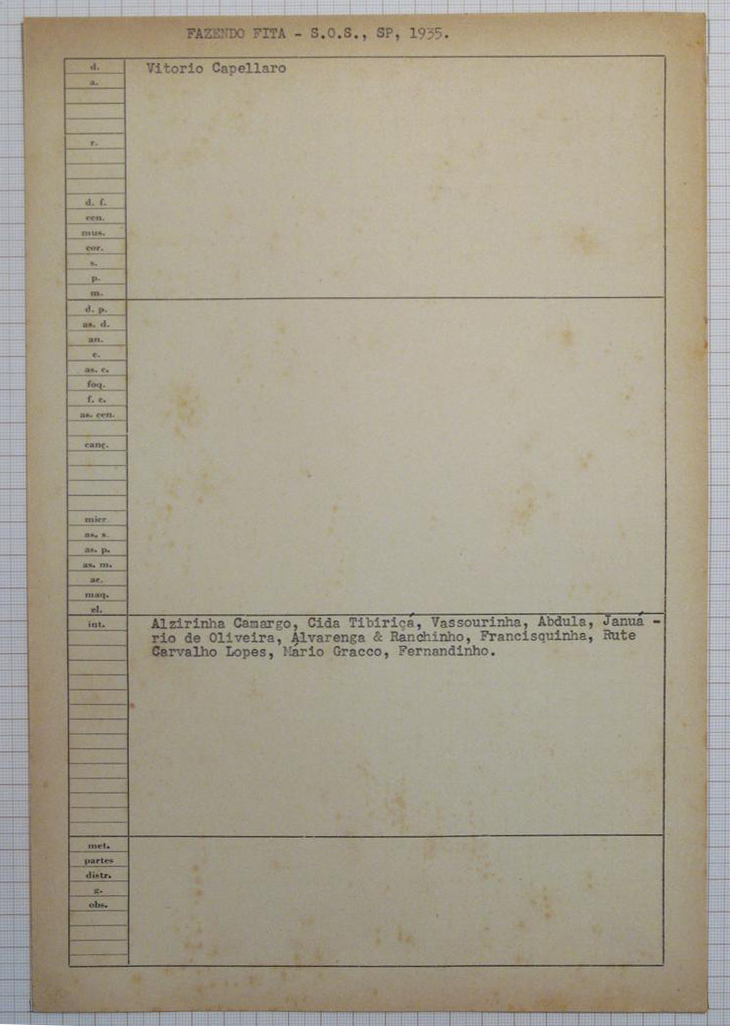 FAZENDO FITA - S.O.S., SP, 1935.
d. Vitorio Capellaro
a.
r.
d. f.
cen.
mus.
cor.
s.
p.
m.
d. p.
as. d.
an.
c.
as. c.
foq.
f. c.
as. cen.
canç.
micr.
as. s.
as. p.
as. m.
ac.
maq.
el.
int. Alzirinha Camargo, Cida Tibiriçá, Vassourinha, Abdula, Januá -
rio de Oliveira, Alvarenga & Ranchinho, Francisquinha, Rute
Carvalho Lopes, Mario Gracco, Fernandinho.
met.
partes
distr.
g.
obs.